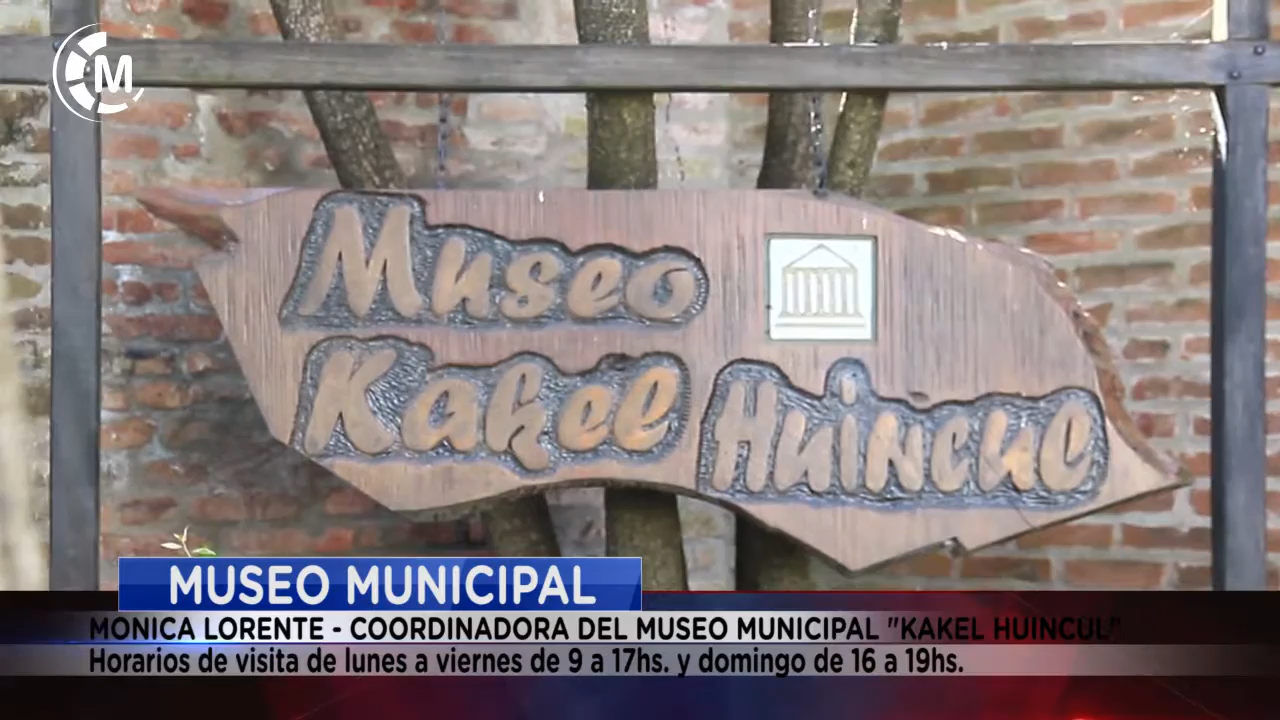 M
Museo
Kakel Huincul
MUSEO MUNICIPAL
MONICA LORENTE - COORDINADORA DEL MUSEO MUNICIPAL "KAKEL HUINCUL"
Horarios de visita de lunes a viernes de 9 a 17hs. y domingo de 16 a 19hs.